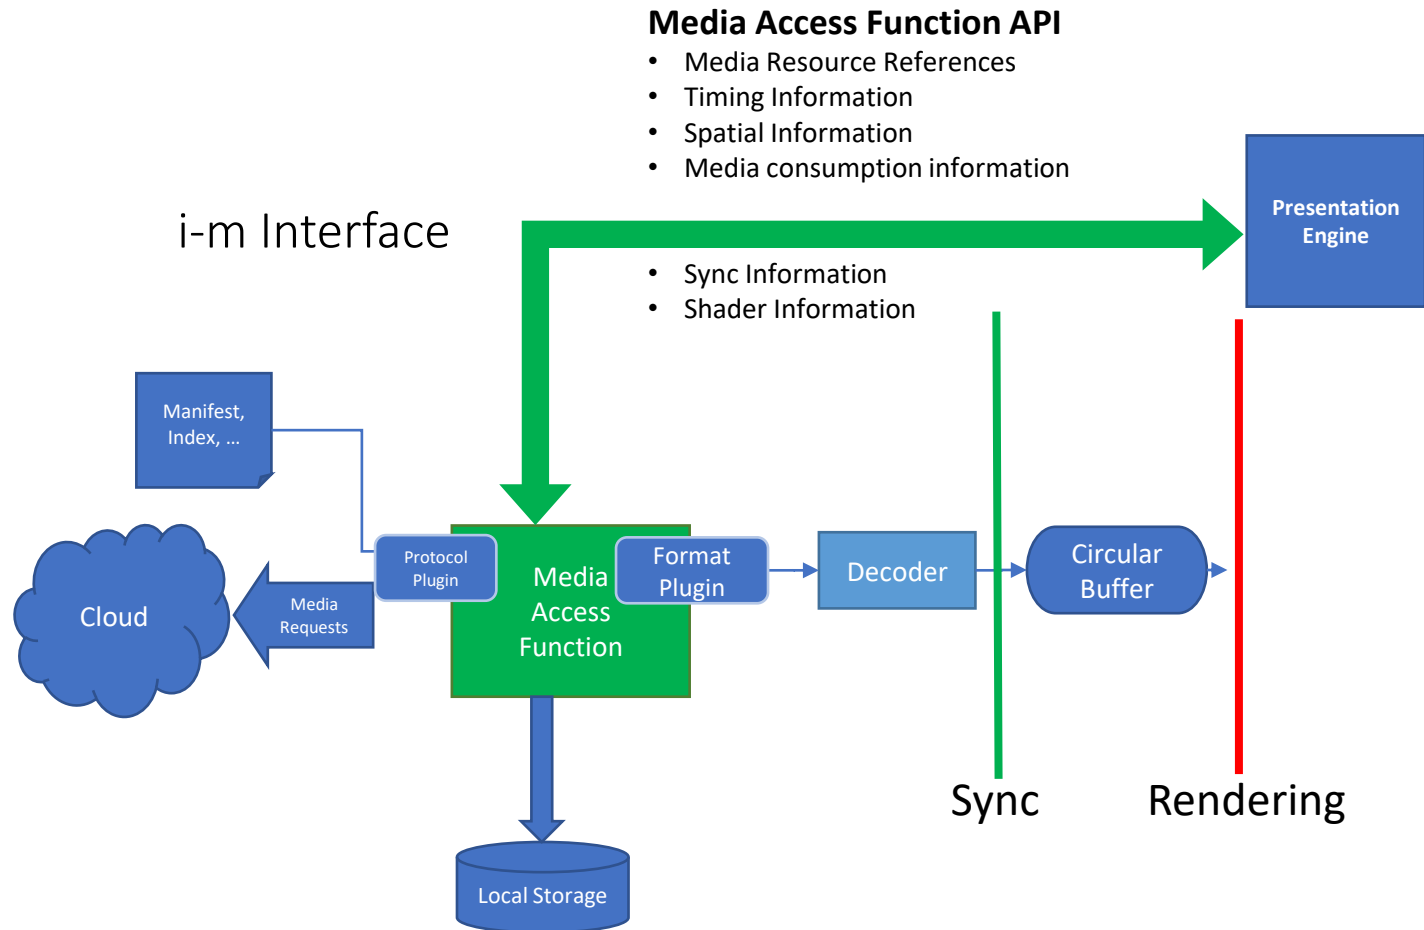 Media Access Function API
• Media Resource References
• Timing Information
• Spatial Information
• Media consumption information
Presentation
Engine
i-m Interface
• Sync Information
• Shader Information
Manifest,
Index, …
Protocol
Plugin
Format
Plugin
Media
Access
Function
Decoder
Circular
Buffer
Cloud
Media
Requests
Sync
Rendering
Local Storage